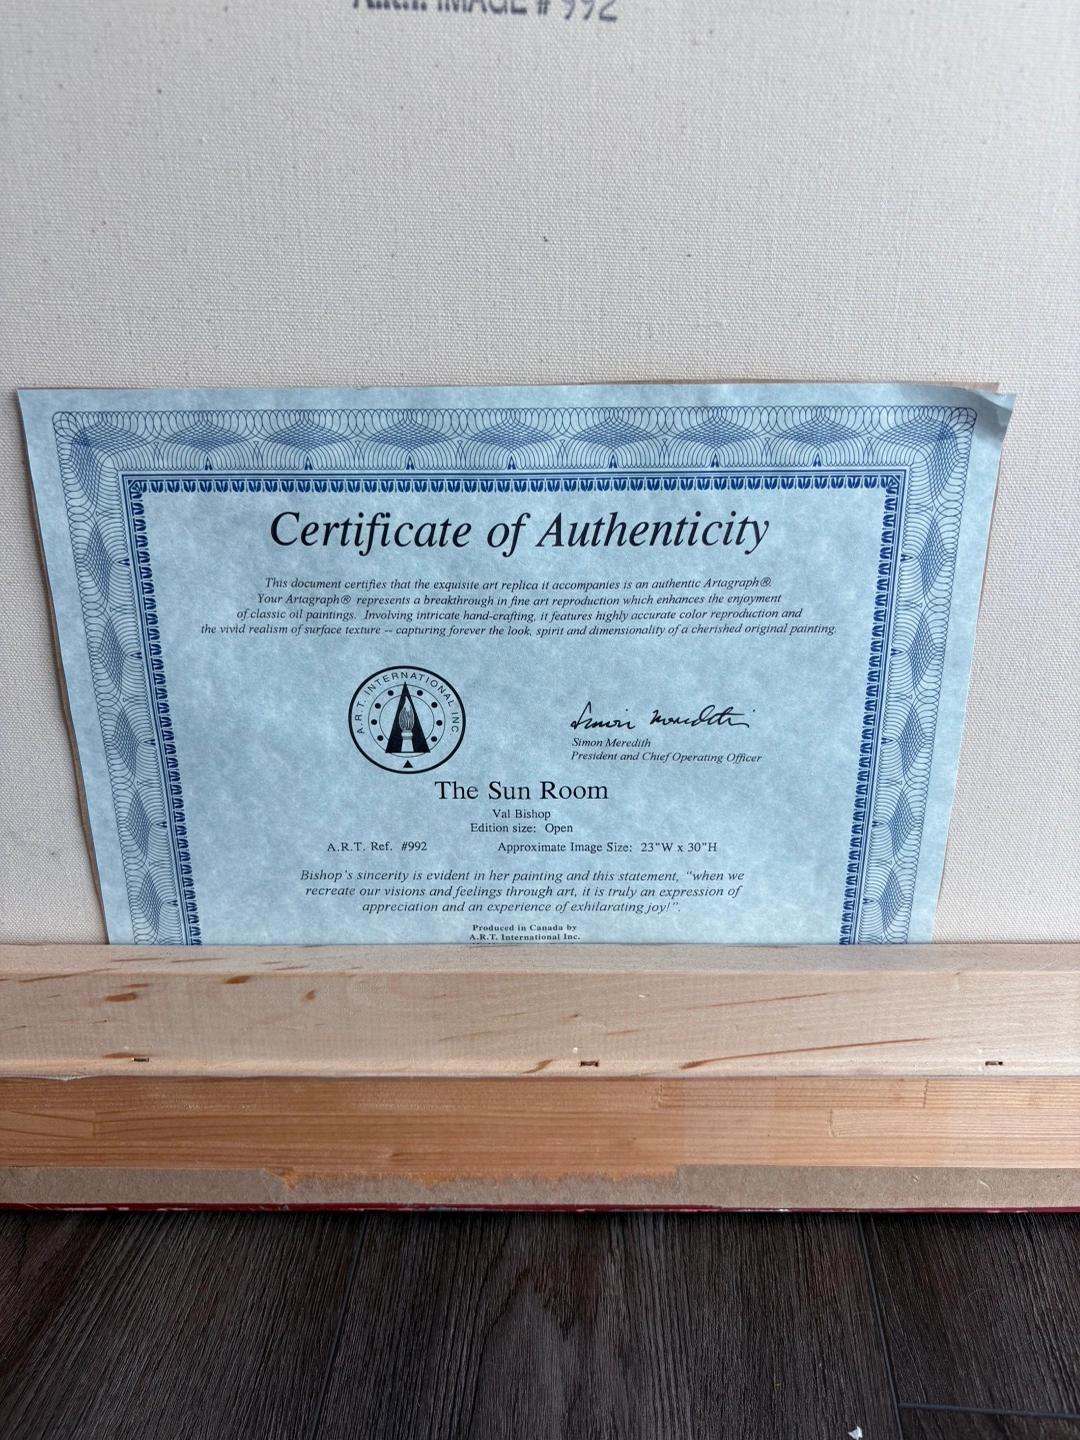 A.R.T. IMAGE # 992
Certificate of Authenticity
This document certifies that the exquisite art replica it accompanies is an authentic Artagraph®.
Your Artagraph® represents a breakthrough in fine art reproduction which enhances the enjoyment
of classic oil paintings. Involving intricate hand-crafting, it features highly accurate color reproduction and
the vivid realism of surface texture -- capturing forever the look, spirit and dimensionality of a cherished original painting.
A.R.T. INTERNATIONAL INC.
Simon Meredith
Simon Meredith
President and Chief Operating Officer
The Sun Room
Val Bishop
Edition size: Open
A.R.T. Ref. #992 Approximate Image Size: 23"W x 30"H
Bishop's sincerity is evident in her painting and this statement, "when we
recreate our visions and feelings through art, it is truly an expression of
appreciation and an experience of exhilarating joy!".
Produced in Canada by
A.R.T. International Inc.